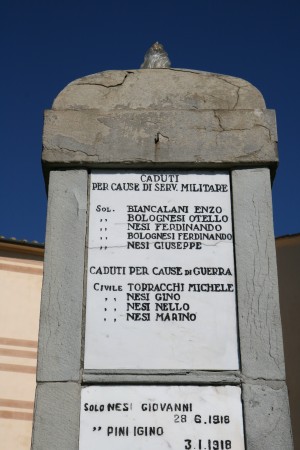 CADUTI
PER CAUSE DI SERV. MILITARE
SOL. BIANCALANI ENZO
,, BOLOGNESI OTELLO
,, NESI FERDINANDO
,, BOLOGNESI FERDINANDO
,, NESI GIUSEPPE
CADUTI PER CAUSE DI GUERRA
CIVILE TORRACCHI MICHELE
,, NESI GINO
,, NESI NELLO
,, NESI MARINO
SOLD NESI GIOVANNI
28 6.1918
,, PINI IGINO
3.1.1918